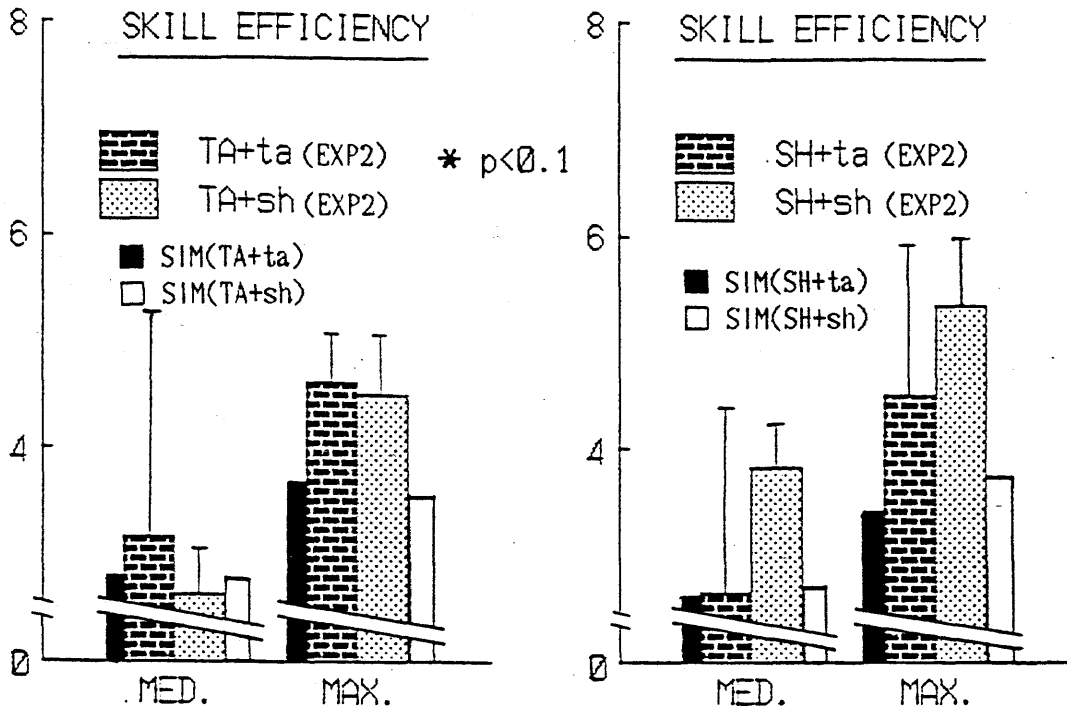 SKILL EFFICIENCY
8
TA+ta (EXP2)
* p<0.1
TA+sh (EXP2)
6
SIM(TA+ta)
SIM(TA+sh)
4
0
MED.
MAX.
SKILL EFFICIENCY
8
SH+ta (EXP2)
SH+sh (EXP2)
6
SIM(SH+ta)
SIM(SH+sh)
4
0
MED.
MAX.